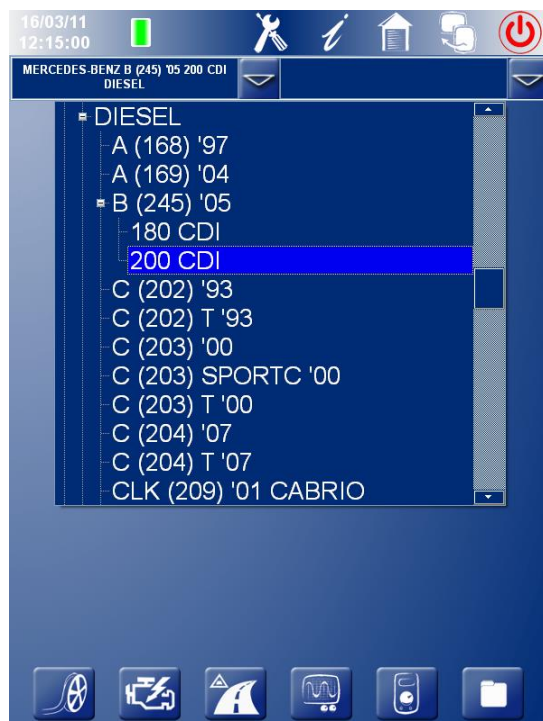 16/03/11
12:15:00
MERCEDES-BENZ B (245) '05 200 CDI
DIESEL
DIESEL
A (168) '97
A (169) '04
B (245) '05
180 CDI
200 CDI
C (202) '93
C (202) T '93
C (203) '00
C (203) SPORTC '00
C (203) T '00
C (204) '07
C (204) T '07
CLK (209) '01 CABRIO